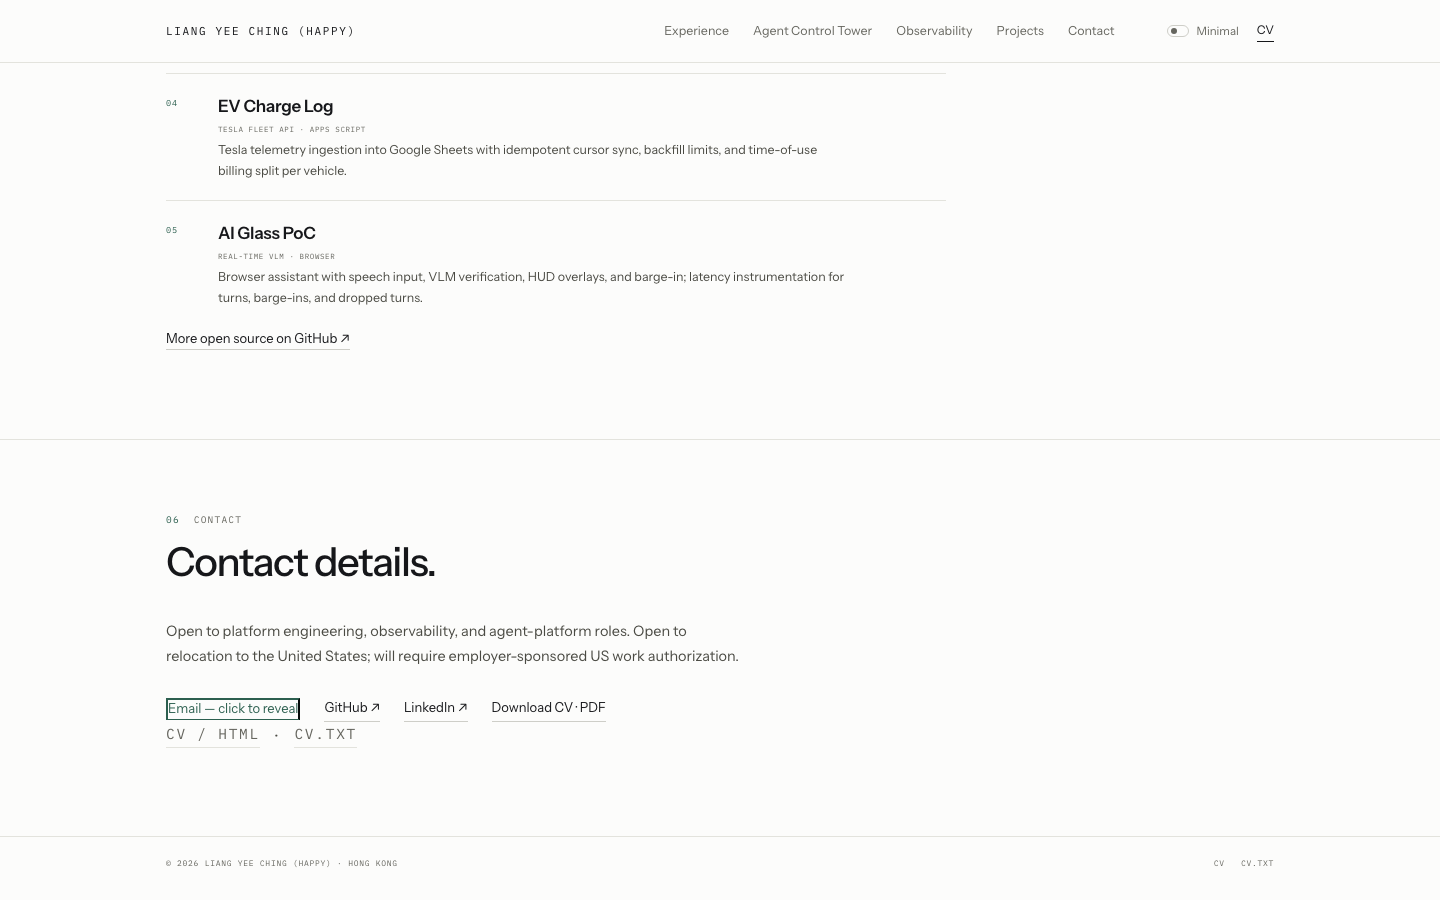 LIANG YEE CHING (HAPPY)
Experience
Agent Control Tower
Observability
Projects
Contact
Minimal
CV
04
EV Charge Log
TESLA FLEET API · APPS SCRIPT
Tesla telemetry ingestion into Google Sheets with idempotent cursor sync, backfill limits, and time-of-use
billing split per vehicle.
05
AI Glass PoC
REAL-TIME VLM · BROWSER
Browser assistant with speech input, VLM verification, HUD overlays, and barge-in; latency instrumentation for
turns, barge-ins, and dropped turns.
More open source on GitHub ↗
06 CONTACT
Contact details.
Open to platform engineering, observability, and agent-platform roles. Open to
relocation to the United States; will require employer-sponsored US work authorization.
Email — click to reveal
GitHub ↗
LinkedIn ↗
Download CV · PDF
CV / HTML · CV.TXT
© 2026 LIANG YEE CHING (HAPPY) · HONG KONG
CV
CV.TXT